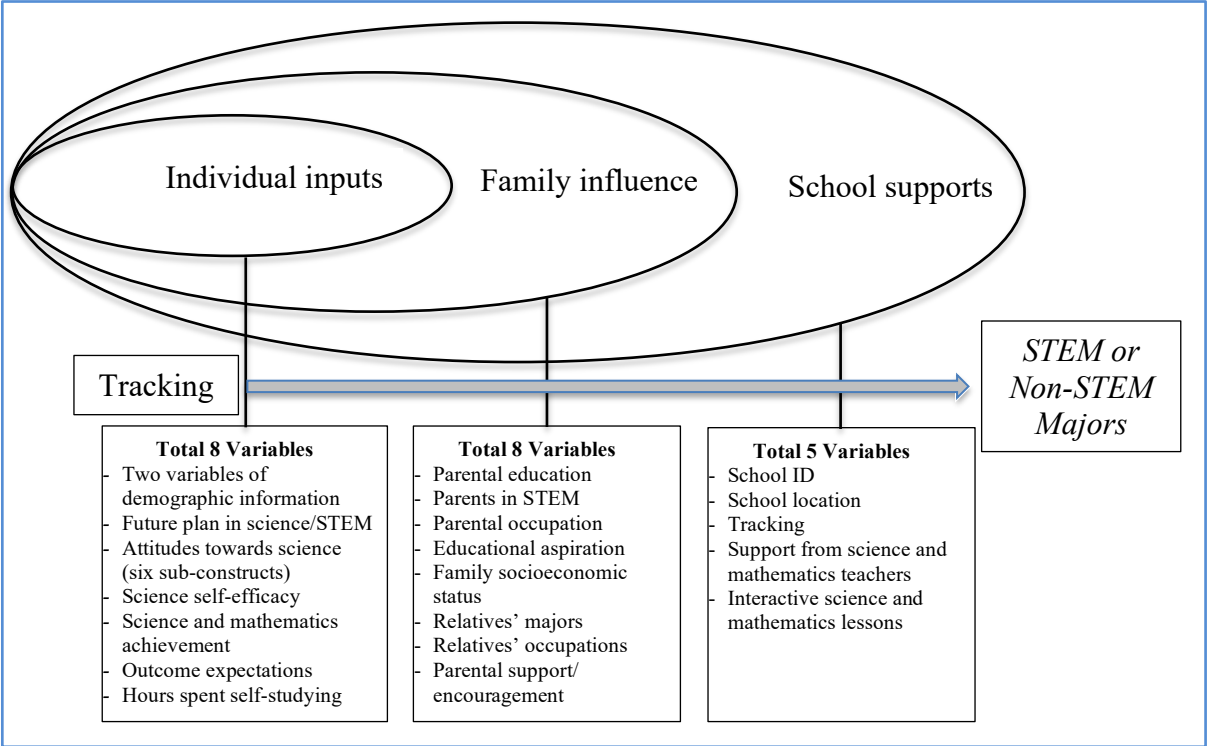 Individual inputs
Family influence
School supports
Tracking
STEM or
Non-STEM
Majors
Total 8 Variables
- Two variables of
demographic information
- Future plan in science/STEM
- Attitudes towards science
(six sub-constructs)
- Science self-efficacy
- Science and mathematics
achievement
- Outcome expectations
- Hours spent self-studying
Total 8 Variables
- Parental education
- Parents in STEM
- Parental occupation
- Educational aspiration
- Family socioeconomic
status
- Relatives’ majors
- Relatives’ occupations
- Parental support/
encouragement
Total 5 Variables
- School ID
- School location
- Tracking
- Support from science and
mathematics teachers
- Interactive science and
mathematics lessons